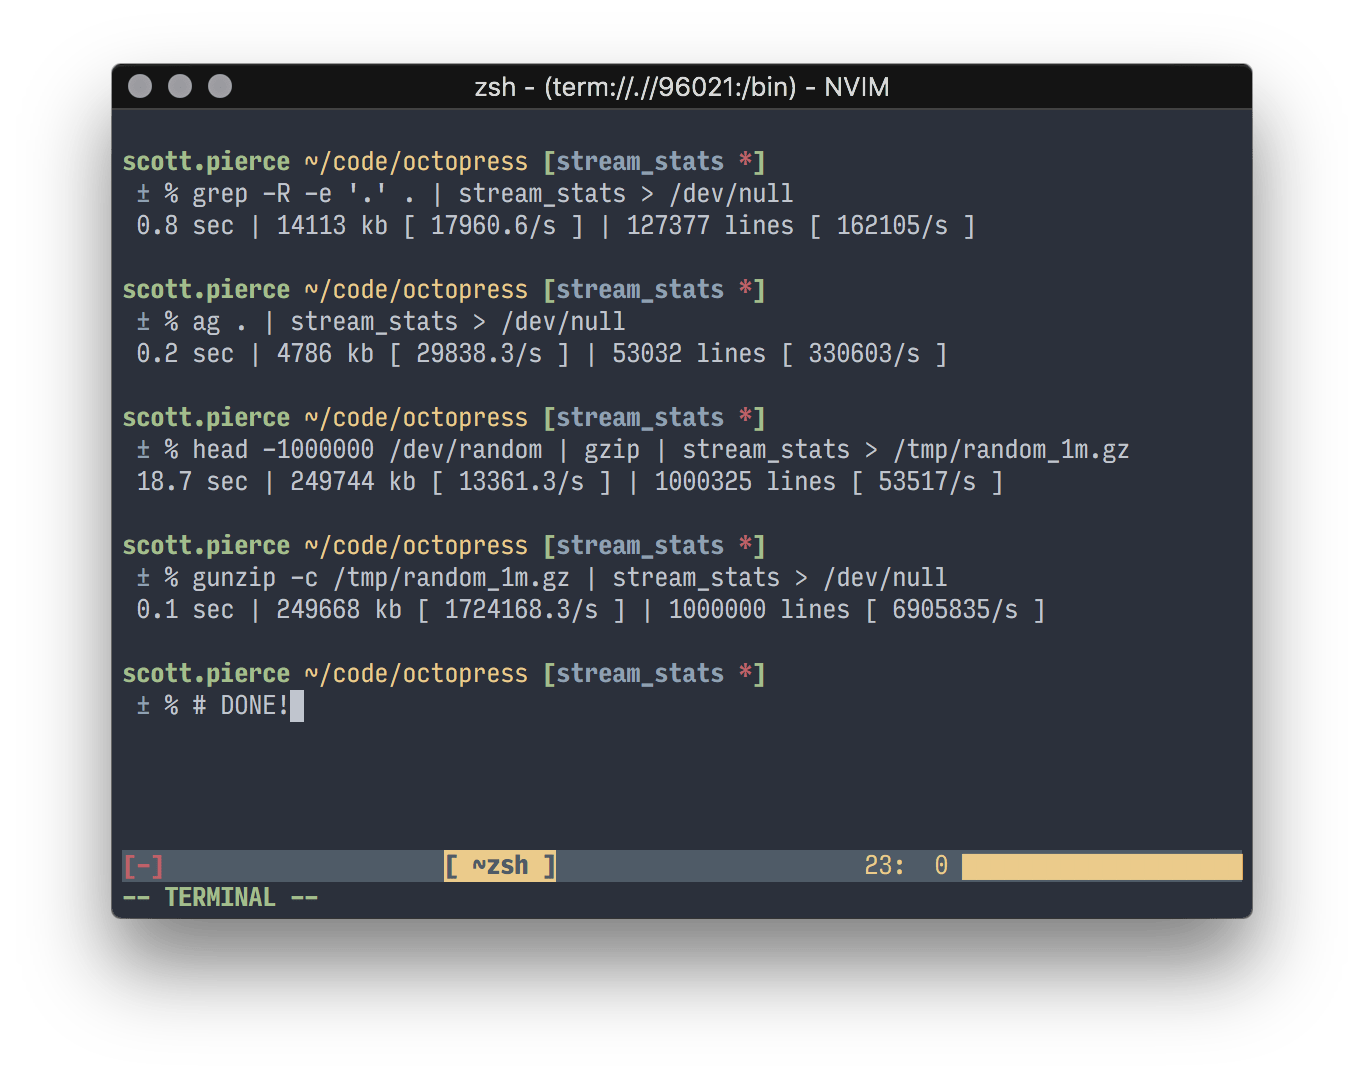 zsh - (term://.//96021:/bin) - NVIM
scott.pierce ~/code/octopress [stream_stats *]
± % grep -R -e '.' . | stream_stats > /dev/null
0.8 sec | 14113 kb [ 17960.6/s ] | 127377 lines [ 162105/s ]
scott.pierce ~/code/octopress [stream_stats *]
± % ag . | stream_stats > /dev/null
0.2 sec | 4786 kb [ 29838.3/s ] | 53032 lines [ 330603/s ]
scott.pierce ~/code/octopress [stream_stats *]
± % head -1000000 /dev/random | gzip | stream_stats > /tmp/random_1m.gz
18.7 sec | 249744 kb [ 13361.3/s ] | 1000325 lines [ 53517/s ]
scott.pierce ~/code/octopress [stream_stats *]
± % gunzip -c /tmp/random_1m.gz | stream_stats > /dev/null
0.1 sec | 249668 kb [ 1724168.3/s ] | 1000000 lines [ 6905835/s ]
scott.pierce ~/code/octopress [stream_stats *]
± % # DONE!
[-] [ ~zsh ] 23: 0
-- TERMINAL --